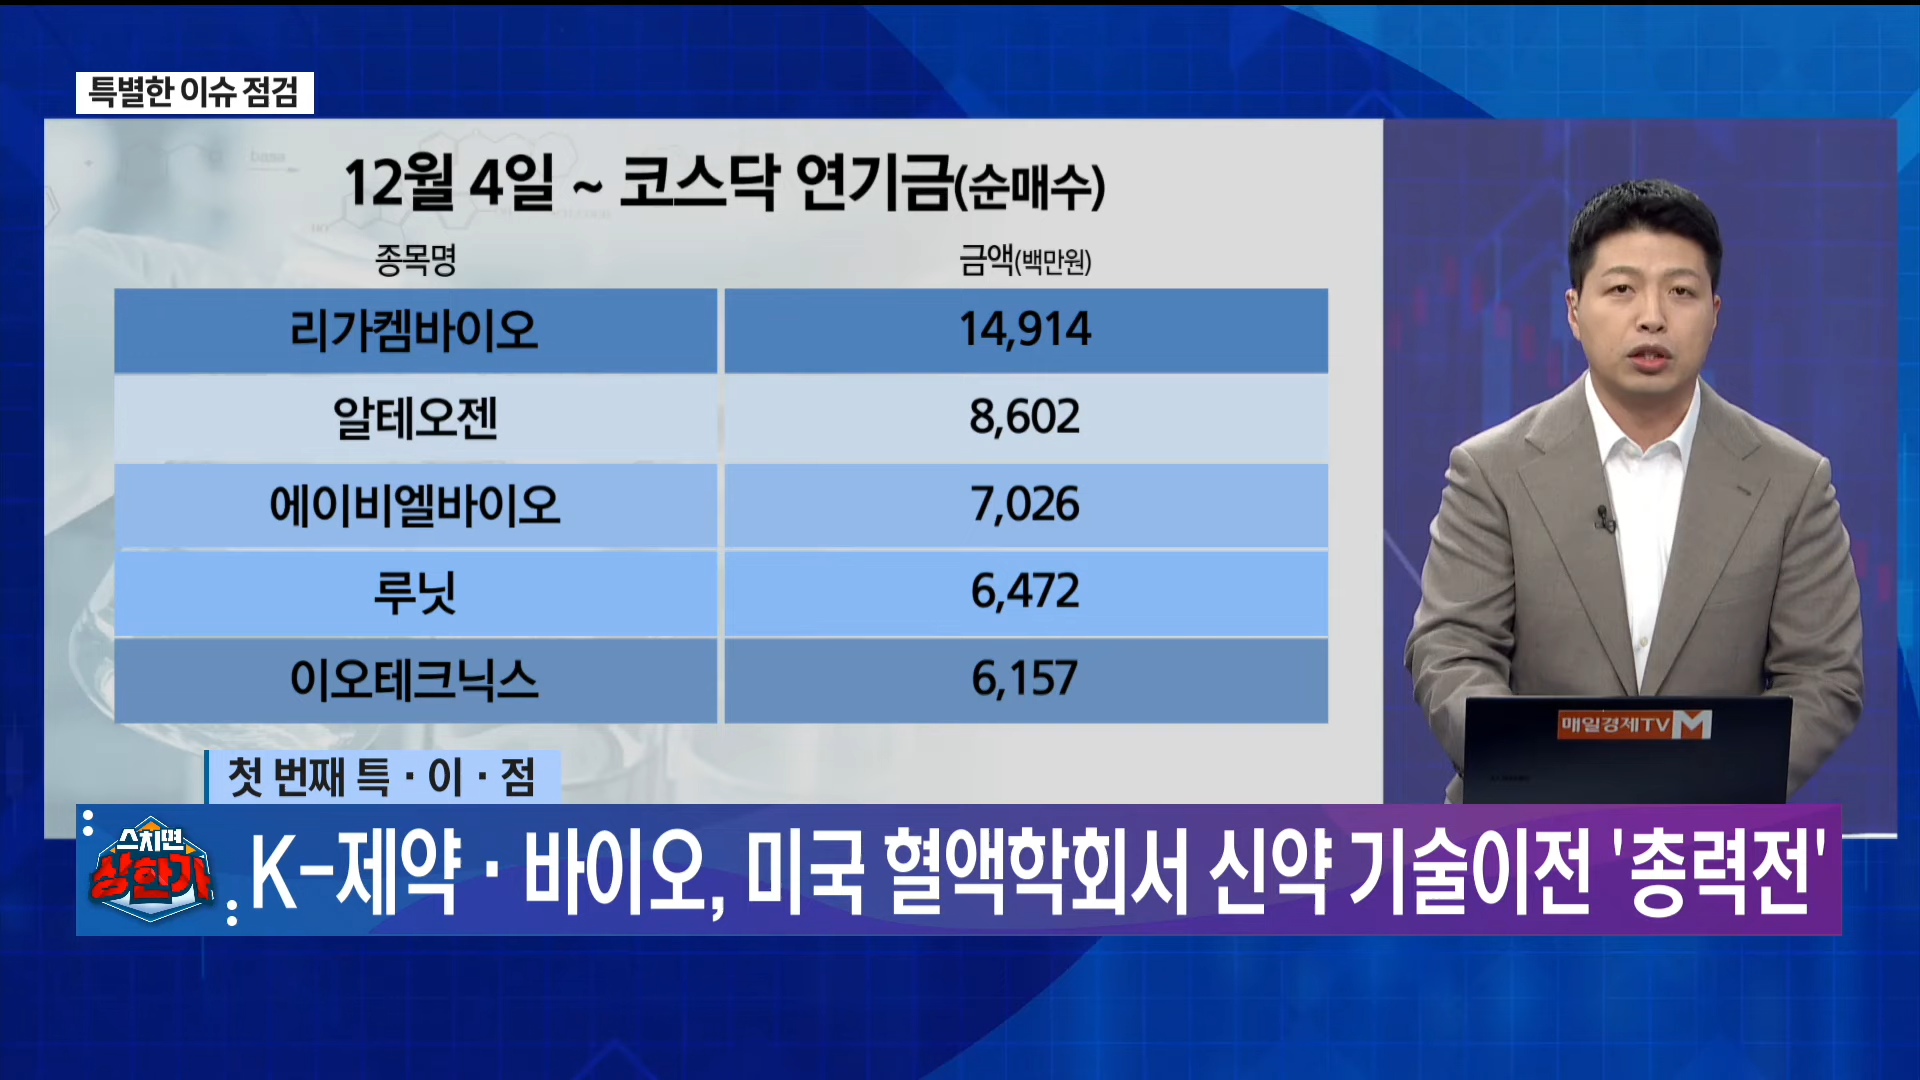 특별한 이슈 점검
12월 4일 ~ 코스닥 연기금(순매수)
종목명 금액(백만원)
리가켐바이오 14,914
알테오젠 8,602
에이비엘바이오 7,026
루닛 6,472
이오테크닉스 6,157
매일경제TV M
첫 번째 특·이·점
스치면
상한가
K-제약·바이오, 미국 혈액학회서 신약 기술이전 '총력전'